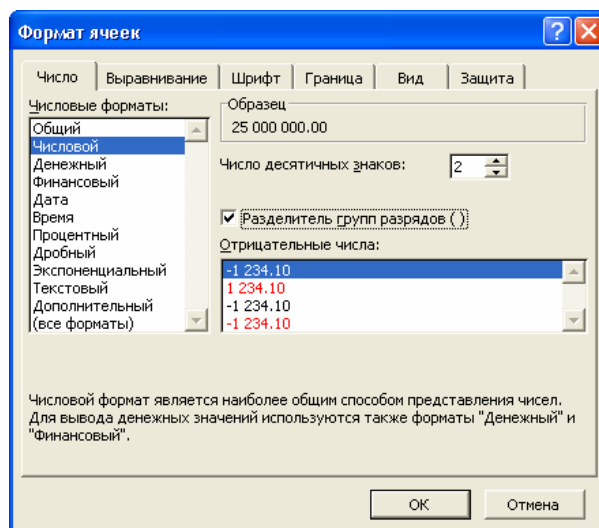 Формат ячеек
Число Выравнивание Шрифт Граница Вид Защита
Числовые форматы:
Общий
Числовой
Денежный
Финансовый
Дата
Время
Процентный
Дробный
Экспоненциальный
Текстовый
Дополнительный
(все форматы)
Образец
25 000 000.00
Число десятичных знаков: 2
Разделитель групп разрядов ( )
Отрицательные числа:
-1 234.10
1 234.10
-1 234.10
-1 234.10
Числовой формат является наиболее общим способом представления чисел.
Для вывода денежных значений используются также форматы "Денежный" и
"Финансовый".
ОК Отмена